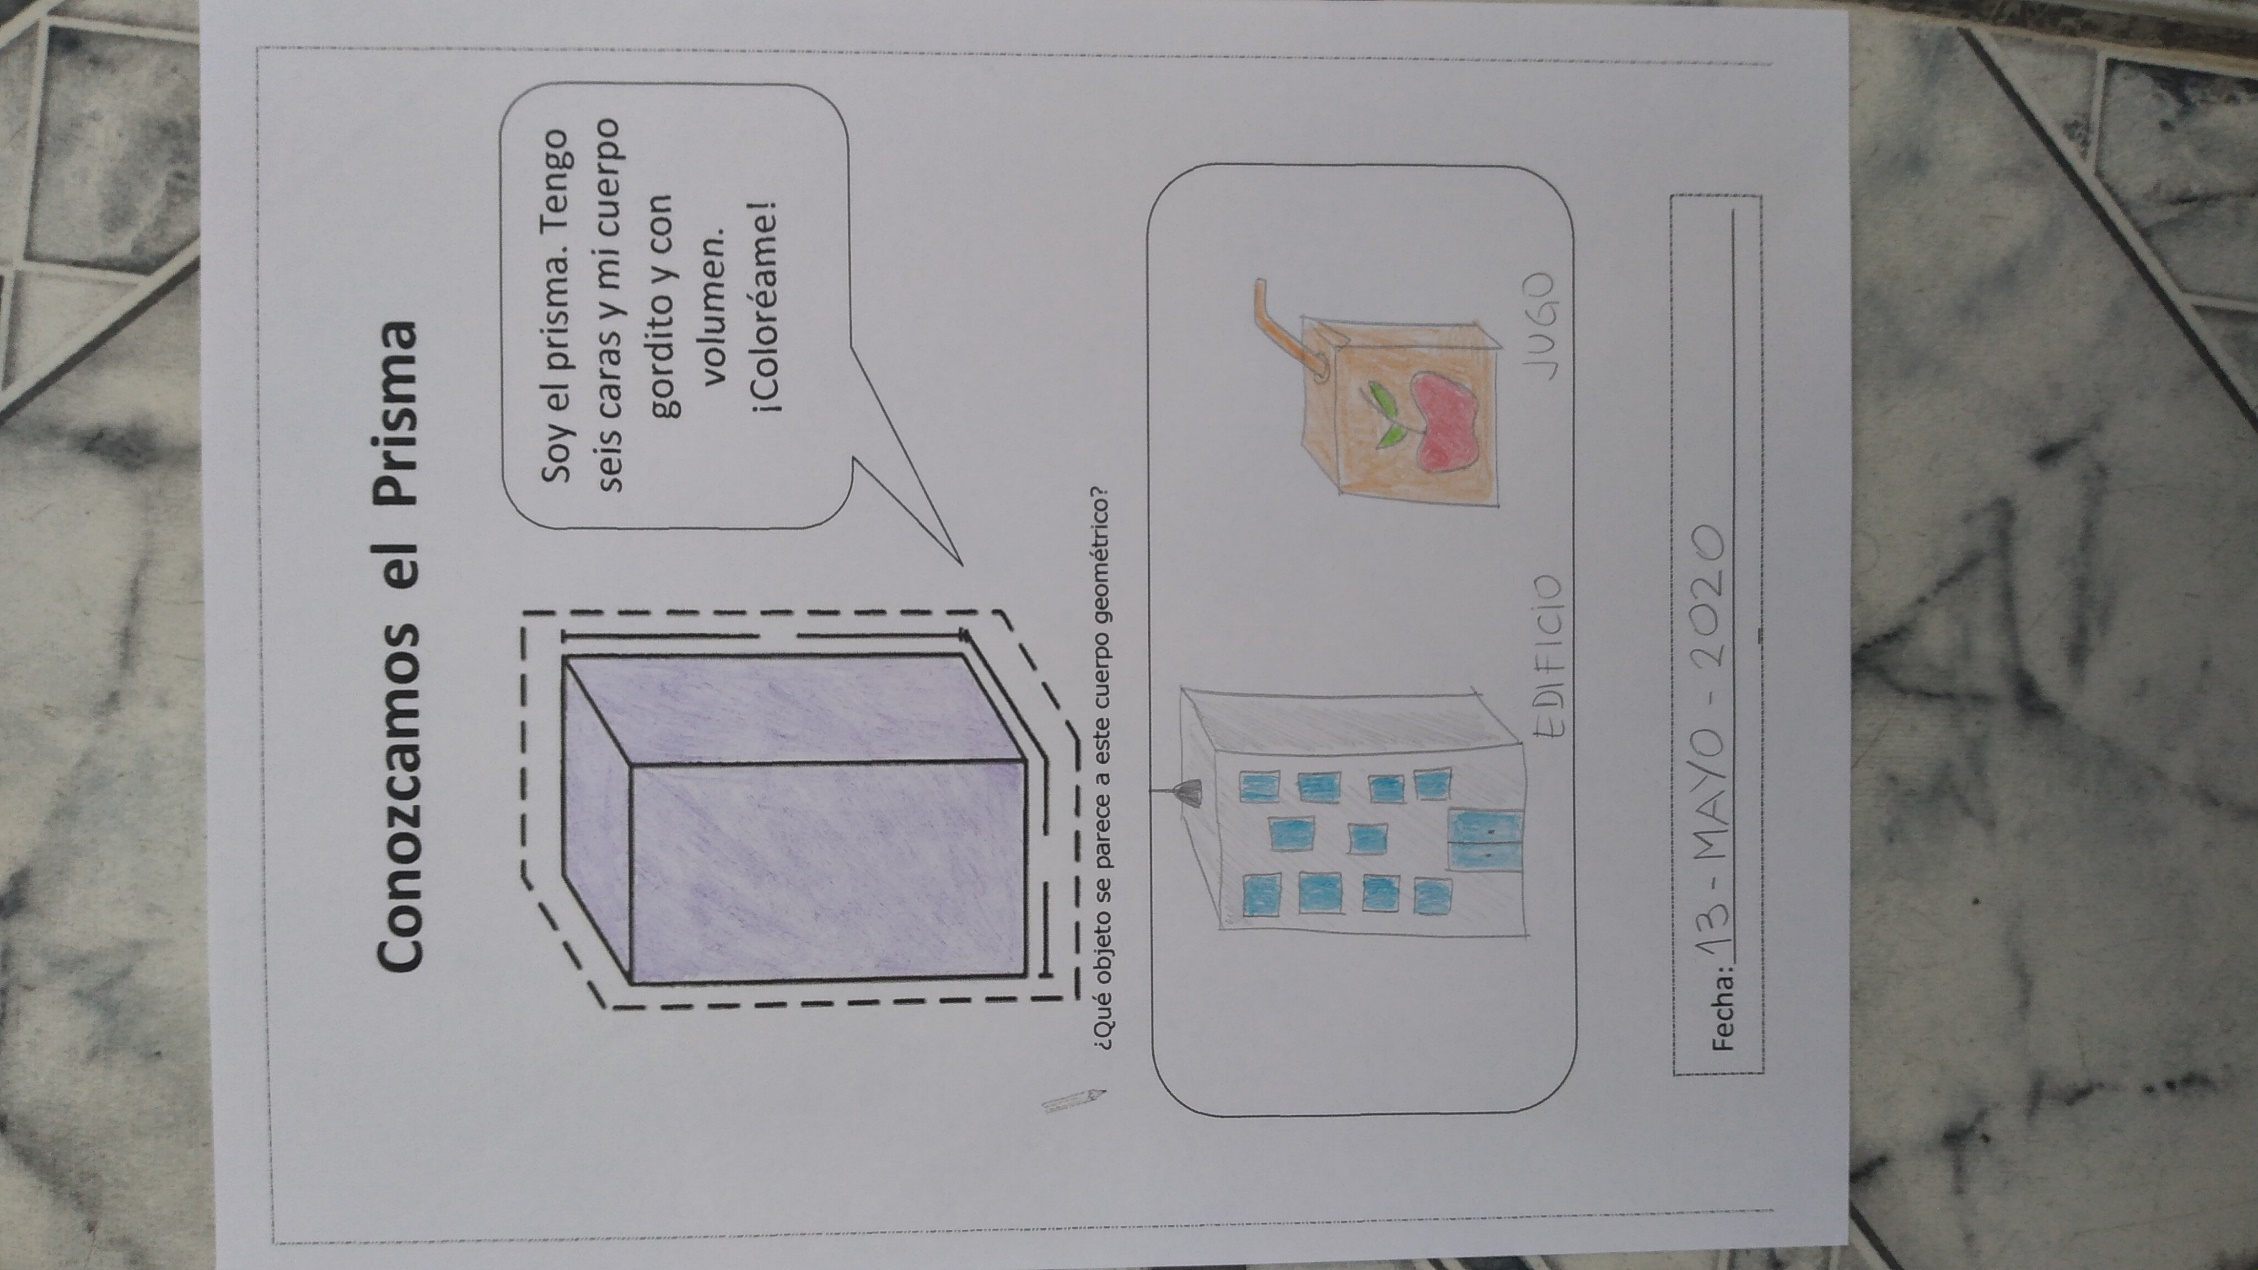 Conozcamos el Prisma
Soy el prisma. Tengo
seis caras y mi cuerpo
gordito y con
volumen.
¡Coloréame!
¿Qué objeto se parece a este cuerpo geométrico?
EDIFICIO
JUGO
Fecha: 13 - MAYO - 2020